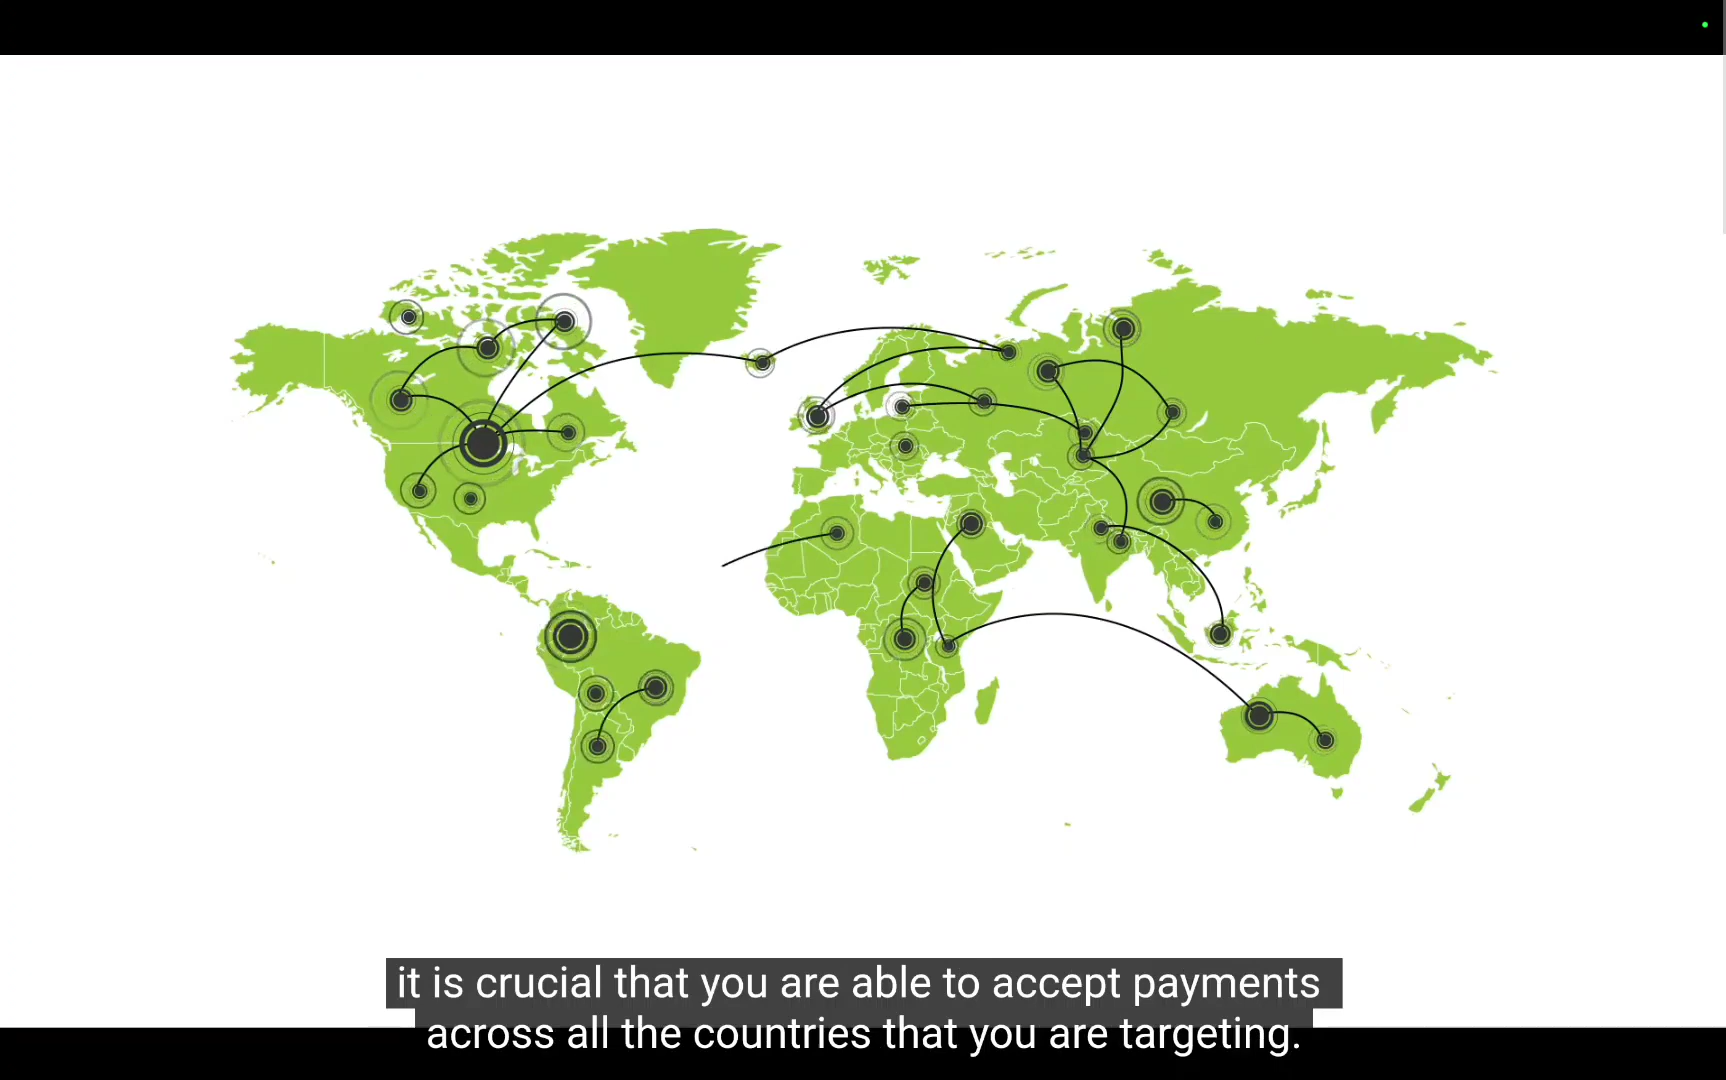 it is crucial that you are able to accept payments
across all the countries that you are targeting.